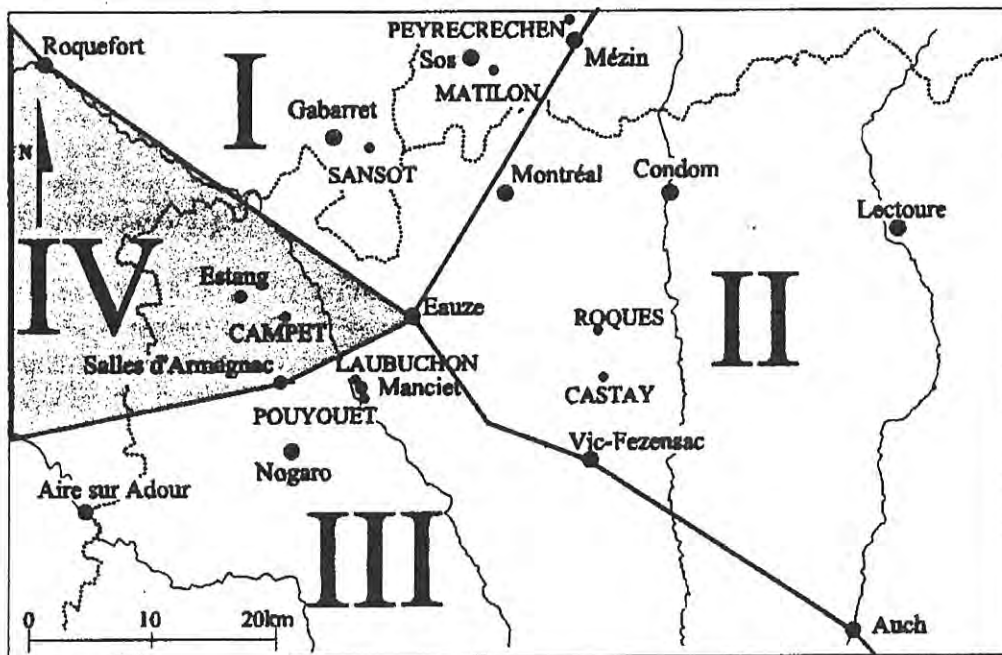 PEYRECRECHEN
Roquefort
I
Sos
Mézin
MATILON
Gabarret
N
SANSOT
Montréal
Condom
Lectoure
IV
Estang
II
Eauze
CAMPET
ROQUES
Salles d'Armagnac
LAUBUCHON
Manciet
CASTAY
POUYOUET
Vic-Fezensac
Nogaro
Aire sur Adour
III
0 10 20km
Auch